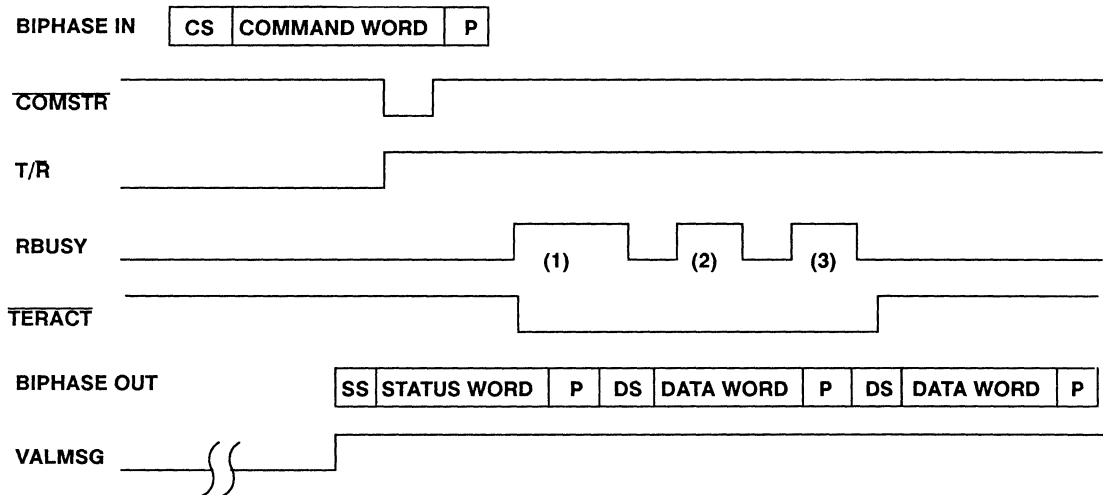 BIPHASE IN CS COMMAND WORD P
COMSTR
T/R̅
RBUSY (1) (2) (3)
TERACT
BIPHASE OUT SS STATUS WORD P DS DATA WORD P DS DATA WORD P
VALMSG